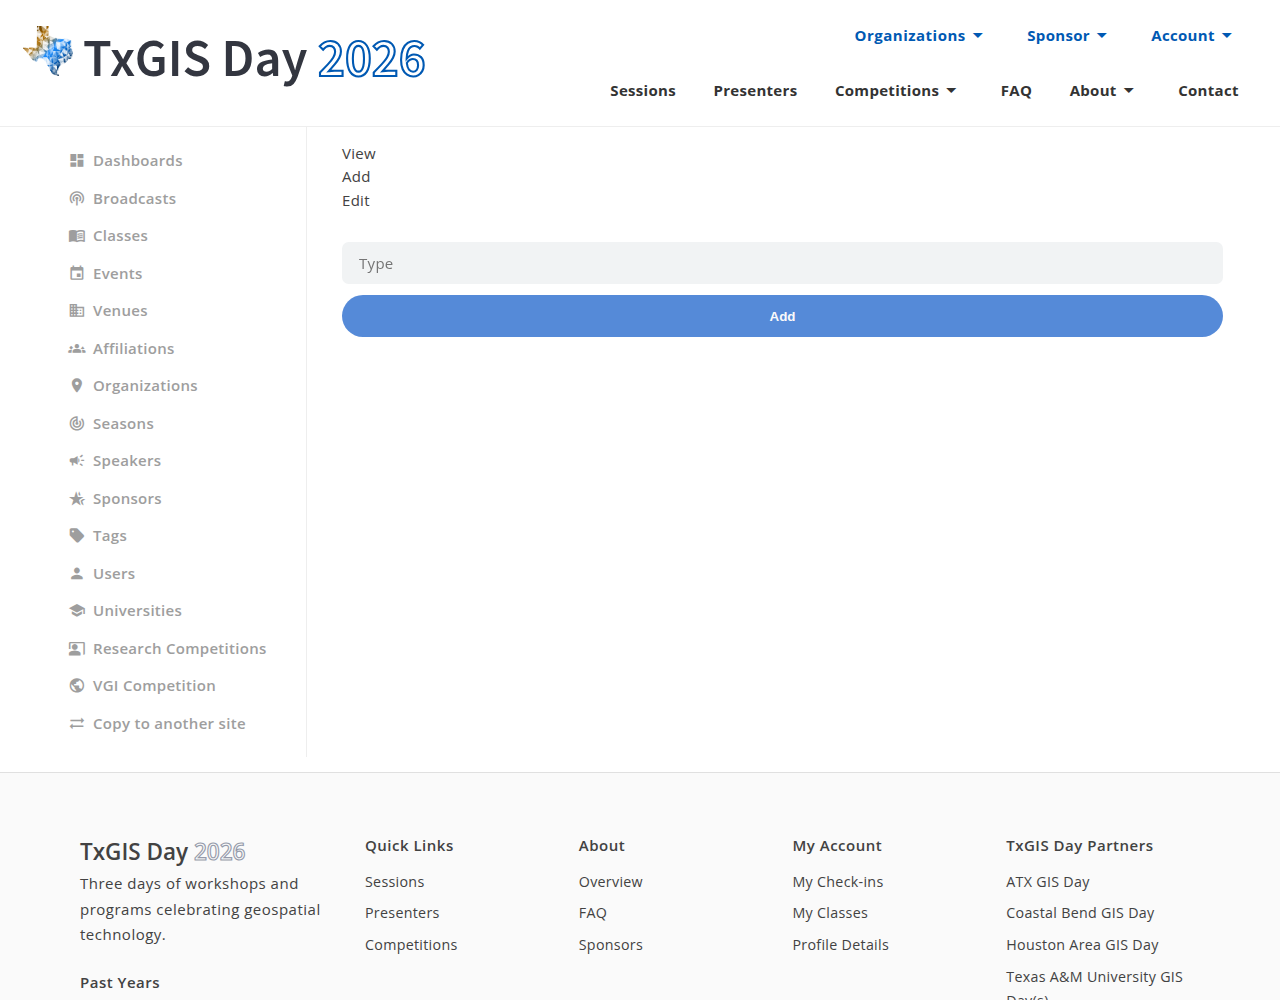 TxGIS Day 2026
Organizations
Sponsor
Account
Sessions
Presenters
Competitions
FAQ
About
Contact
Dashboards
Broadcasts
Classes
Events
Venues
Affiliations
Organizations
Seasons
Speakers
Sponsors
Tags
Users
Universities
Research Competitions
VGI Competition
Copy to another site
View
Add
Edit
Type
Add
TxGIS Day 2026
Three days of workshops and
programs celebrating geospatial
technology.
Past Years
Quick Links
Sessions
Presenters
Competitions
About
Overview
FAQ
Sponsors
My Account
My Check-ins
My Classes
Profile Details
TxGIS Day Partners
ATX GIS Day
Coastal Bend GIS Day
Houston Area GIS Day
Texas A&M University GIS
Day(s)